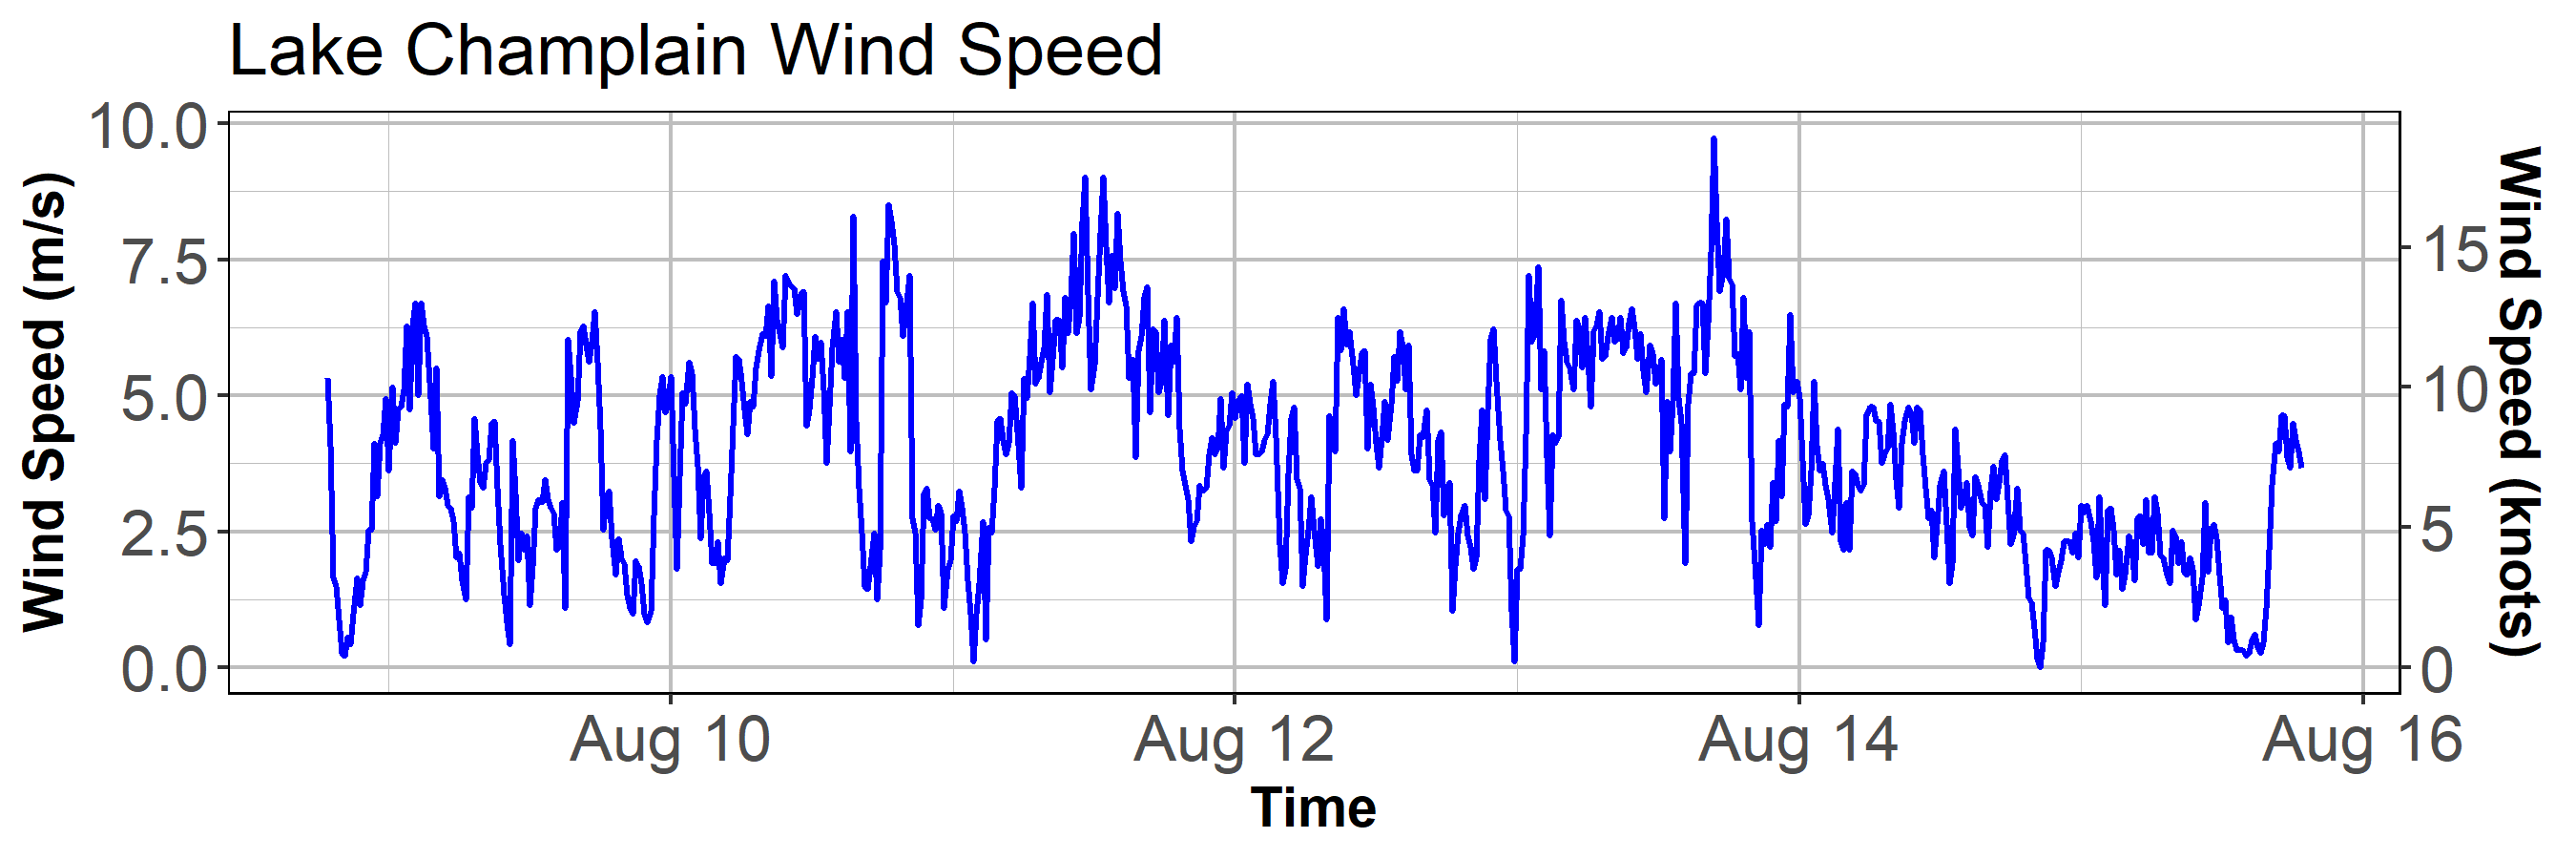 Lake Champlain Wind Speed
Wind Speed (m/s)
10.0
7.5
5.0
2.5
0.0
Wind Speed (knots)
15
10
5
0
Aug 10 Aug 12 Aug 14 Aug 16
Time